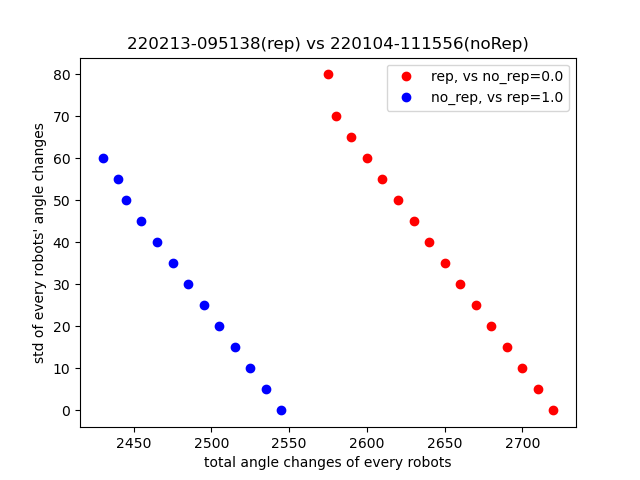 220213-095138(rep) vs 220104-111556(noRep)
rep, vs no_rep=0.0
no_rep, vs rep=1.0
std of every robots' angle changes
80
70
60
50
40
30
20
10
0
2450 2500 2550 2600 2650 2700
total angle changes of every robots